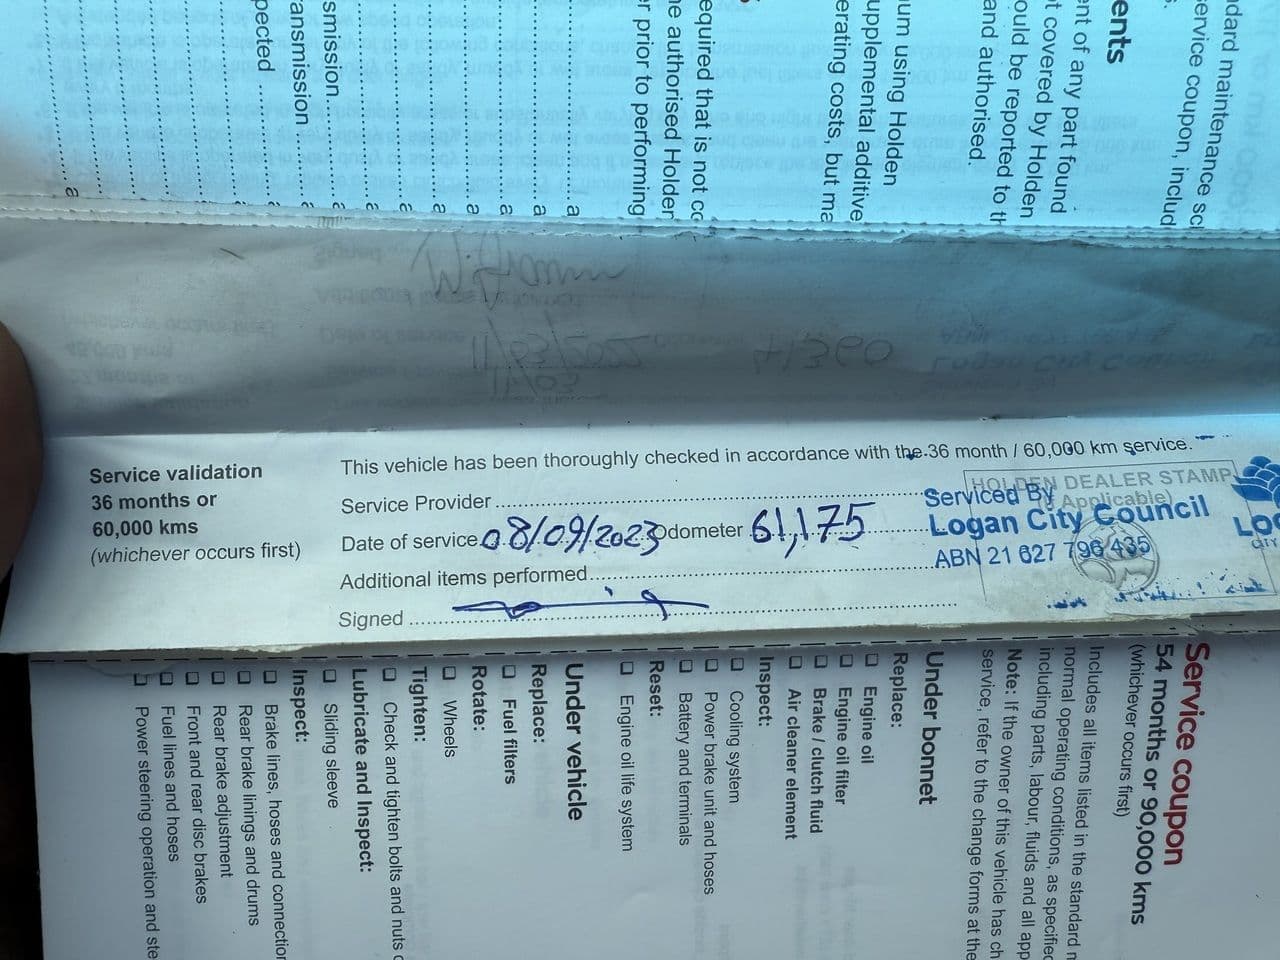 ents
dard maintenance sc
service coupon, includ
ent of any part found
t covered by Holden
ould be reported to th
and authorised
um using Holden
upplemental additive
erating costs, but ma
equired that is not co
e authorised Holder
r prior to performing
smission
ansmission
pected
11/03/2022
41360
11/03
Service validation
36 months or
60,000 kms
(whichever occurs first)
This vehicle has been thoroughly checked in accordance with the 36 month / 60,000 km service.
Service Provider
Date of service 08/09/2023 Odometer 61,175
Additional items performed
Signed
HOLDEN DEALER STAMP
Applicable)
Serviced By
Logan City Council
ABN 21 627 796 435
LOG
CITY
Service coupon
54 months or 90,000 kms
(whichever occurs first)
Includes all items listed in the standard m
normal operating conditions, as specified
including parts, labour, fluids and all app
Note: If the owner of this vehicle has ch
service, refer to the change forms at the
Under bonnet
Replace:
❑ Engine oil
❑ Engine oil filter
❑ Brake / clutch fluid
❑ Air cleaner element
Inspect:
❑ Cooling system
❑ Power brake unit and hoses
❑ Battery and terminals
Reset:
❑ Engine oil life system
Under vehicle
Replace:
❑ Fuel filters
Rotate:
❑ Wheels
Tighten:
❑ Check and tighten bolts and nuts o
Lubricate and Inspect:
❑ Sliding sleeve
Inspect:
❑ Brake lines, hoses and connection
❑ Rear brake linings and drums
❑ Rear brake adjustment
❑ Front and rear disc brakes
❑ Fuel lines and hoses
❑ Power steering operation and ste